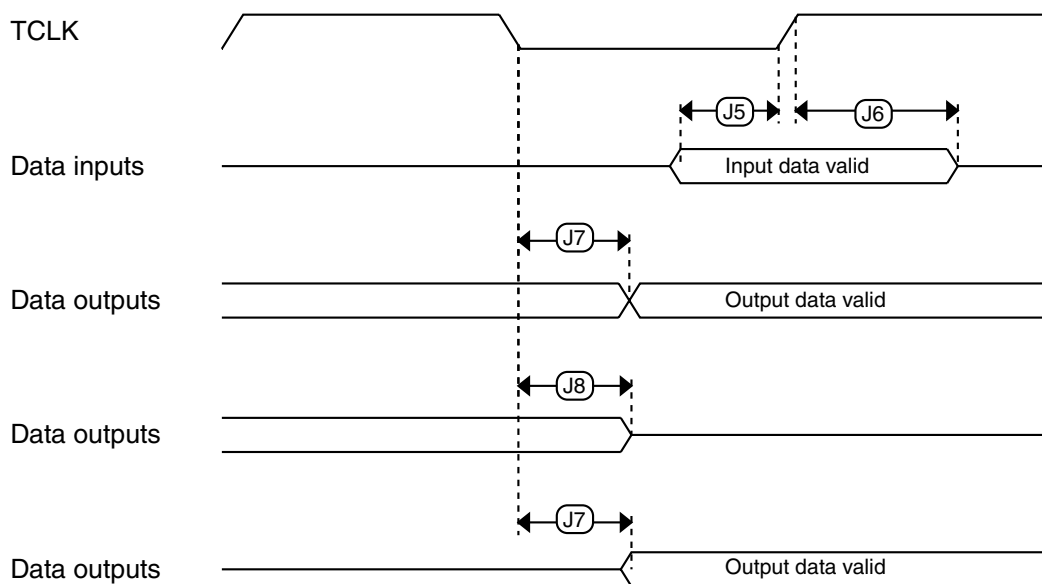 TCLK
J5
J6
Data inputs
Input data valid
J7
Data outputs
Output data valid
J8
Data outputs
J7
Data outputs
Output data valid